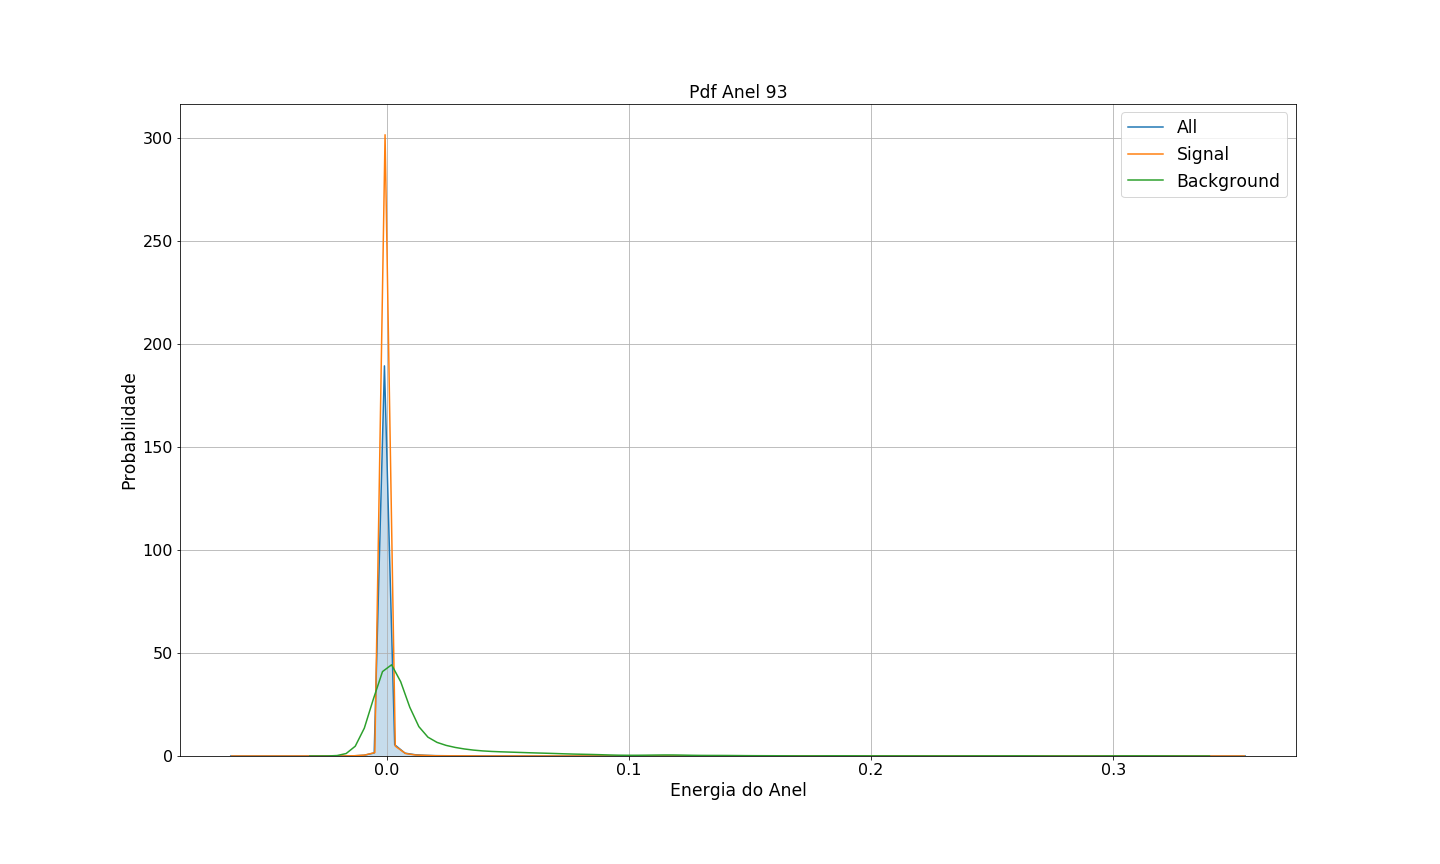 Pdf Anel 93
300
250
200
150
100
50
0
Probabilidade
0.0 0.1 0.2 0.3
Energia do Anel
All
Signal
Background